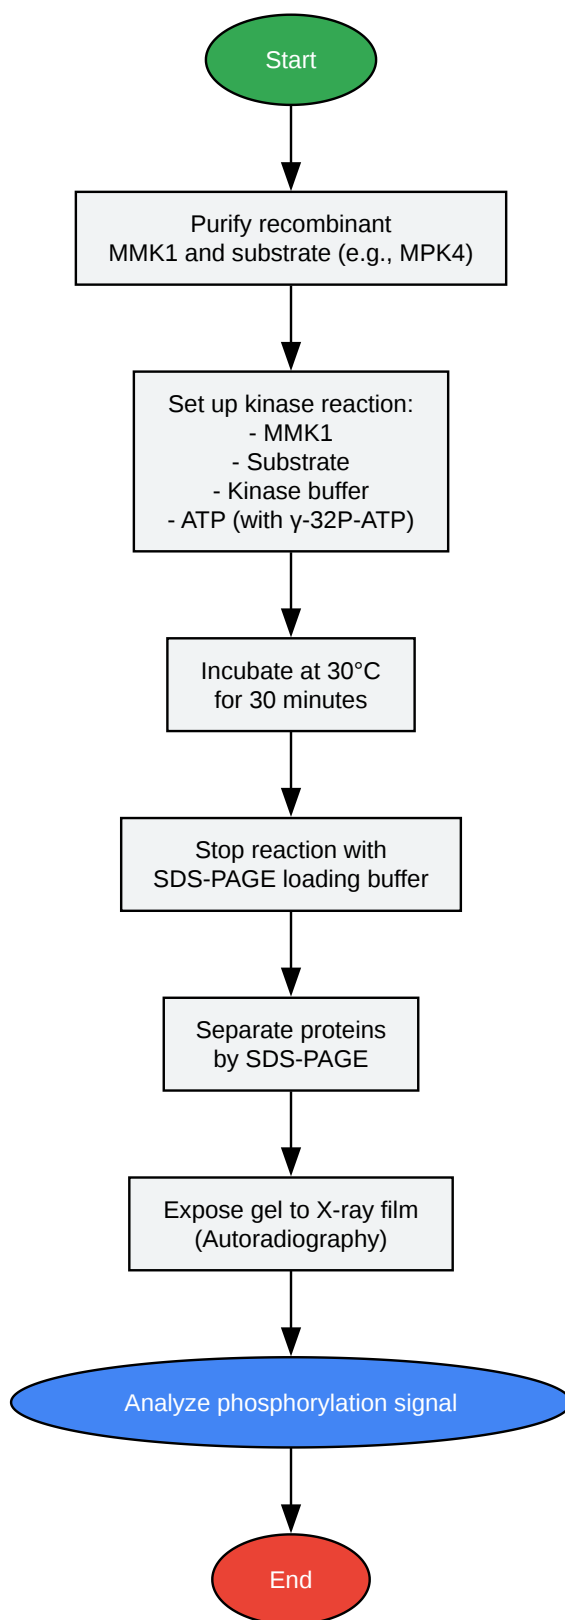 Start
Purify recombinant
MMK1 and substrate (e.g., MPK4)
Set up kinase reaction:
- MMK1
- Substrate
- Kinase buffer
- ATP (with γ-32P-ATP)
Incubate at 30°C
for 30 minutes
Stop reaction with
SDS-PAGE loading buffer
Separate proteins
by SDS-PAGE
Expose gel to X-ray film
(Autoradiography)
Analyze phosphorylation signal
End